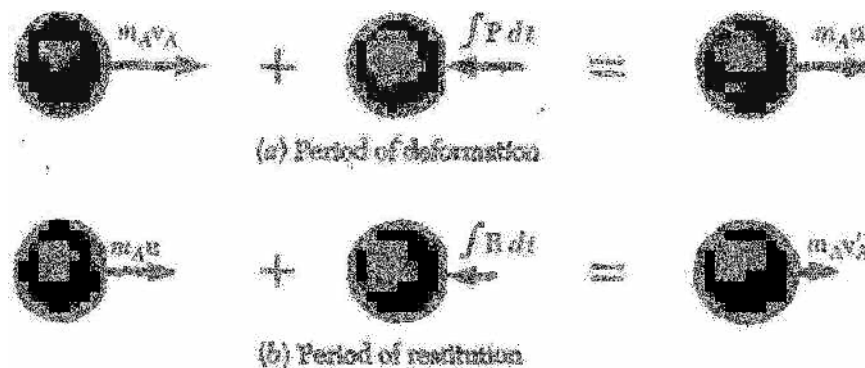 m_A v_A + ∫P dt = m_A u
(a) Period of deformation
m_A u + ∫R dt = m_A v'_A
(b) Period of restitution